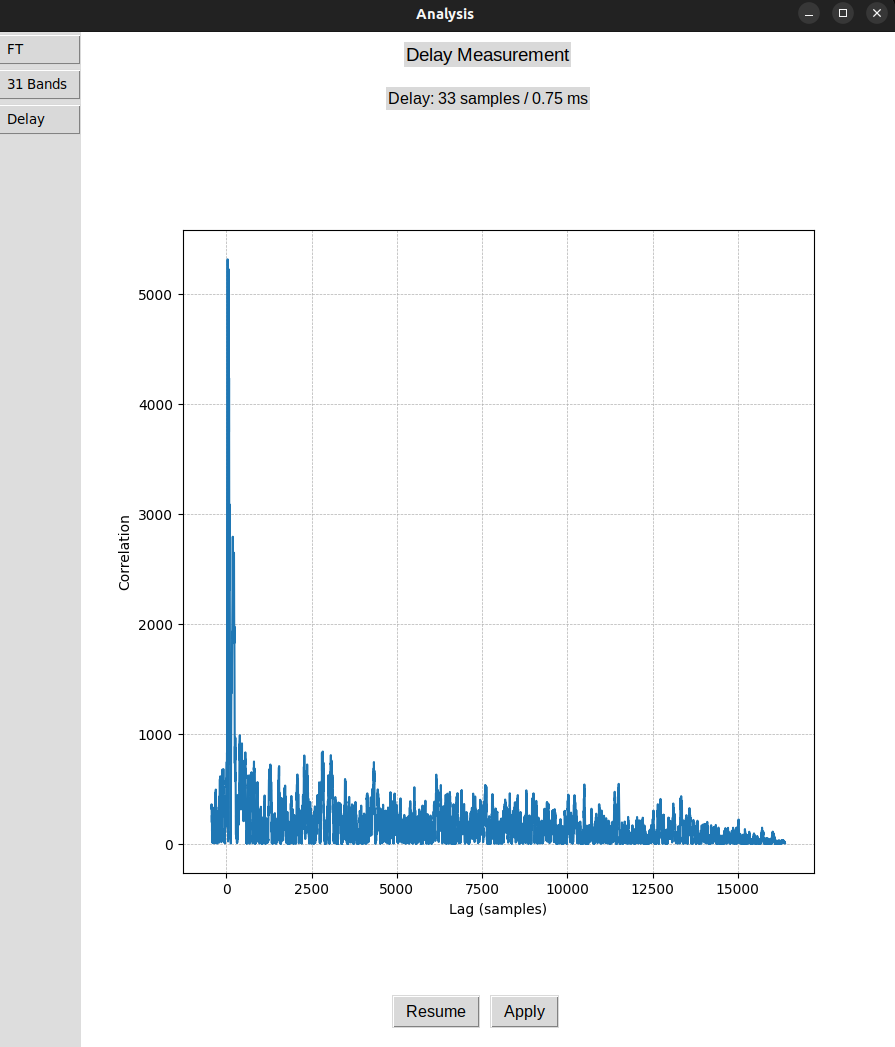 Analysis
FT
31 Bands
Delay
Delay Measurement
Delay: 33 samples / 0.75 ms
5000
4000
3000
2000
1000
0
Correlation
0 2500 5000 7500 10000 12500 15000
Lag (samples)
Resume Apply